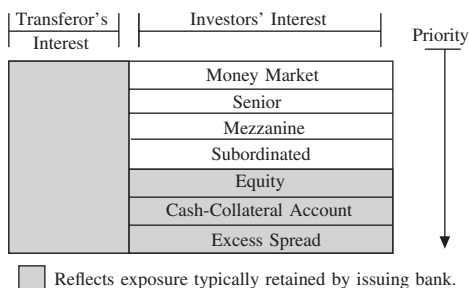 Transferor's
Interest
Investors' Interest
Priority
Money Market
Senior
Mezzanine
Subordinated
Equity
Cash-Collateral Account
Excess Spread
Reflects exposure typically retained by issuing bank.